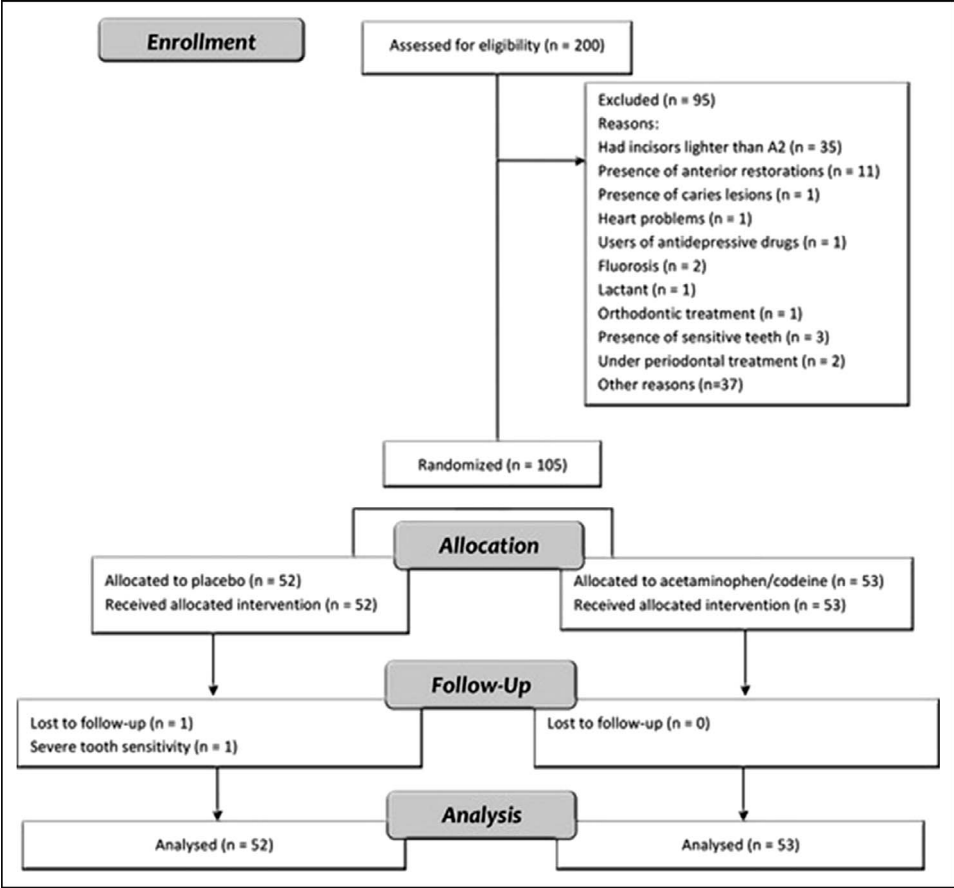 Enrollment
Assessed for eligibility (n = 200)
Excluded (n = 95)
Reasons:
Had incisors lighter than A2 (n = 35)
Presence of anterior restorations (n = 11)
Presence of caries lesions (n = 1)
Heart problems (n = 1)
Users of antidepressive drugs (n = 1)
Fluorosis (n = 2)
Lactant (n = 1)
Orthodontic treatment (n = 1)
Presence of sensitive teeth (n = 3)
Under periodontal treatment (n = 2)
Other reasons (n=37)
Randomized (n = 105)
Allocation
Allocated to placebo (n = 52)
Received allocated intervention (n = 52)
Allocated to acetaminophen/codeine (n = 53)
Received allocated intervention (n = 53)
Follow-Up
Lost to follow-up (n = 1)
Severe tooth sensitivity (n = 1)
Lost to follow-up (n = 0)
Analysis
Analysed (n = 52)
Analysed (n = 53)